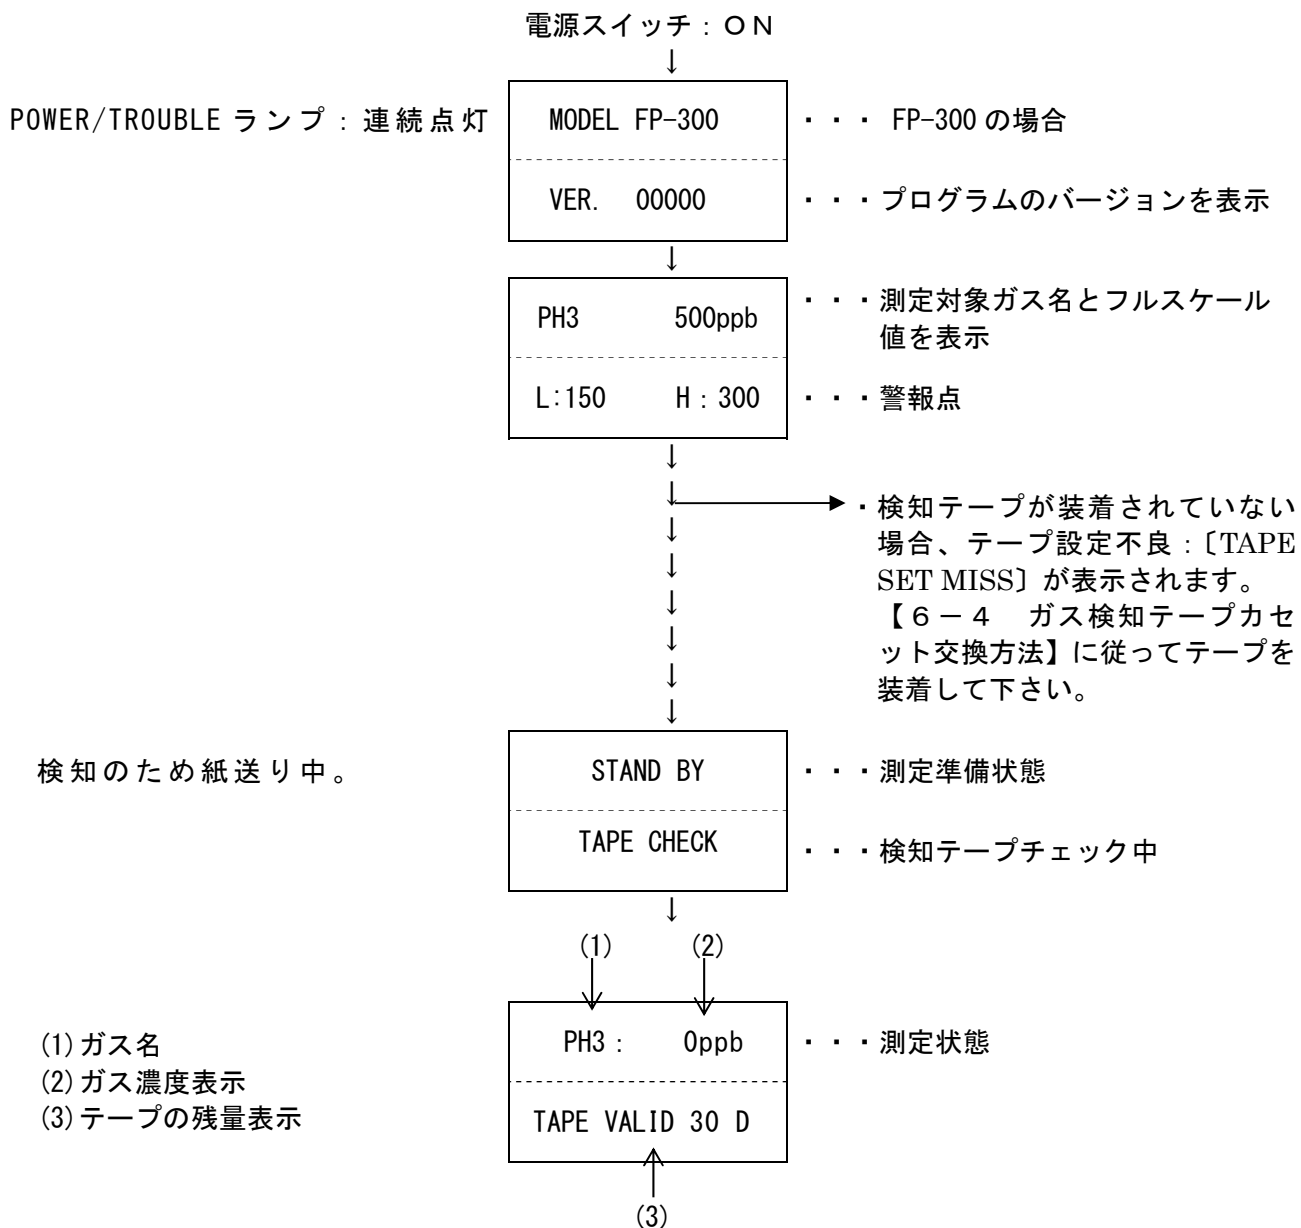 電源スイッチ：ＯＮ
↓
POWER/TROUBLE ランプ：連続点灯
MODEL FP-300
・・・ FP-300 の場合
VER. 00000
・・・プログラムのバージョンを表示
↓
PH3 500ppb
・・・測定対象ガス名とフルスケール
値を表示
L:150 H：300
・・・警報点
↓
↓
・検知テープが装着されていない
↓
場合、テープ設定不良：〔TAPE
↓
SET MISS〕が表示されます。
↓
【６－４　ガス検知テープカセ
↓
ット交換方法】に従ってテープを
↓
装着して下さい。
↓
検知のため紙送り中。
STAND BY
・・・測定準備状態
TAPE CHECK
・・・検知テープチェック中
↓
(1) (2)
PH3： 0ppb
・・・測定状態
(1)ガス名
(2)ガス濃度表示
(3)テープの残量表示
TAPE VALID 30 D
(3)